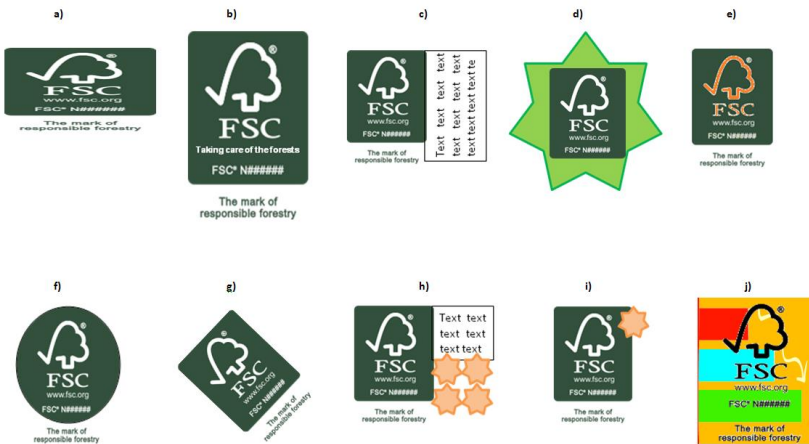 a)
FSC
®
www.fsc.org
FSC® N######
The mark of
responsible forestry
b)
®
FSC
Taking care of the forests
FSC® N######
The mark of
responsible forestry
c)
®
FSC
www.fsc.org
FSC® N######
The mark of
responsible forestry
Text text text text
text text text text
text text text te
d)
®
FSC
www.fsc.org
FSC® N######
e)
®
FSC
www.fsc.org
FSC® N######
The mark of
responsible forestry
f)
®
FSC
www.fsc.org
FSC® N######
The mark of
responsible forestry
g)
®
FSC
www.fsc.org
FSC® N######
The mark of
responsible forestry
h)
®
FSC
www.fsc.org
FSC® N######
The mark of
responsible forestry
Text text
text text
text text
i)
®
FSC
www.fsc.org
FSC® N######
The mark of
responsible forestry
j)
®
FSC
www.fsc.org
FSC® N######
The mark of
responsible forestry